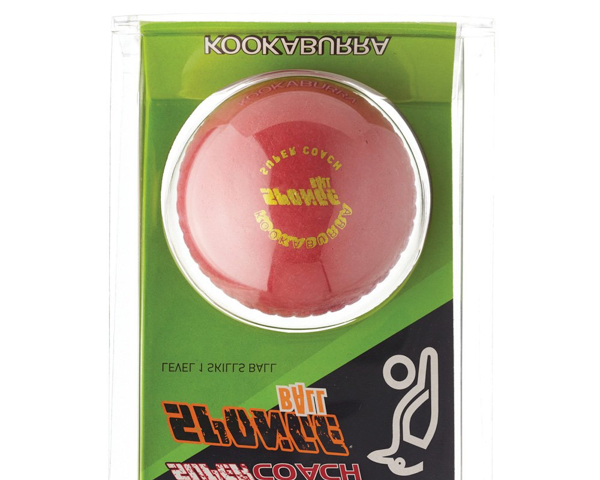 KOOKABURRA
KOOKABURRA
SUPER COACH
SPONGE
BALL
KOOKABURRA
LEVEL 1 SKILLS BALL
SPONGE
BALL
SUPER COACH